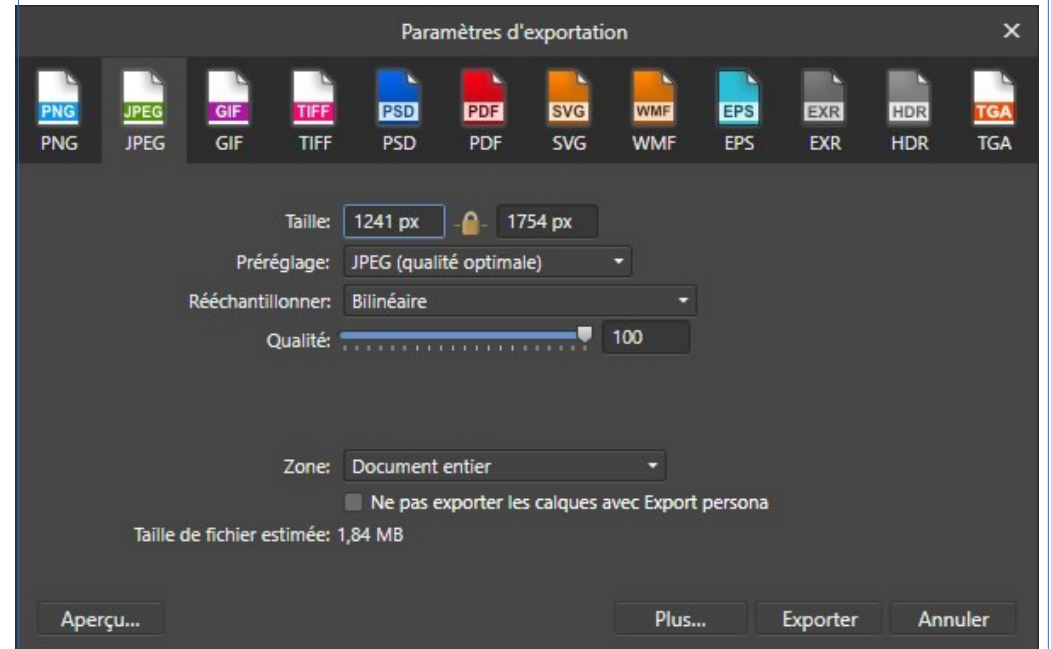 Paramètres d'exportation ×
PNG JPEG GIF TIFF PSD PDF SVG WMF EPS EXR HDR TGA
PNG JPEG GIF TIFF PSD PDF SVG WMF EPS EXR HDR TGA
Taille: 1241 px 1754 px
Préréglage: JPEG (qualité optimale)
Rééchantillonner: Bilinéaire
Qualité: 100
Zone: Document entier
Ne pas exporter les calques avec Export persona
Taille de fichier estimée: 1,84 MB
Aperçu... Plus... Exporter Annuler